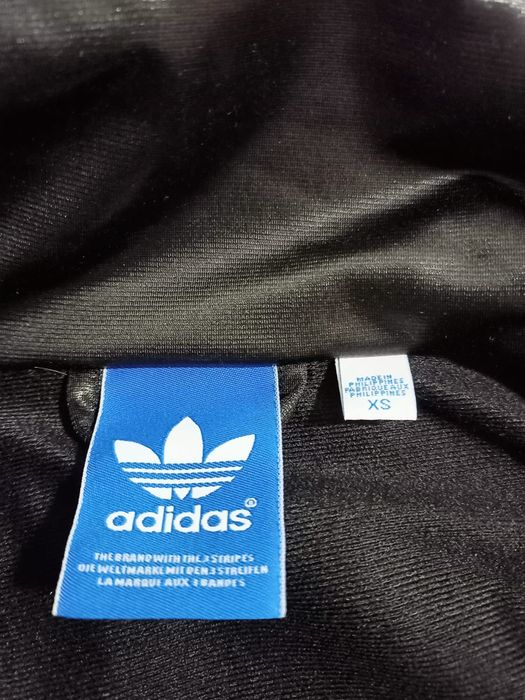 MADE IN
PHILIPPINES
FABRIQUE AUX
PHILIPPINES
XS
adidas®
THE BRAND WITH THE 3 STRIPES
DIE WELTMARKE MIT DEN 3 STREIFEN
LA MARQUE AUX 3 BANDES